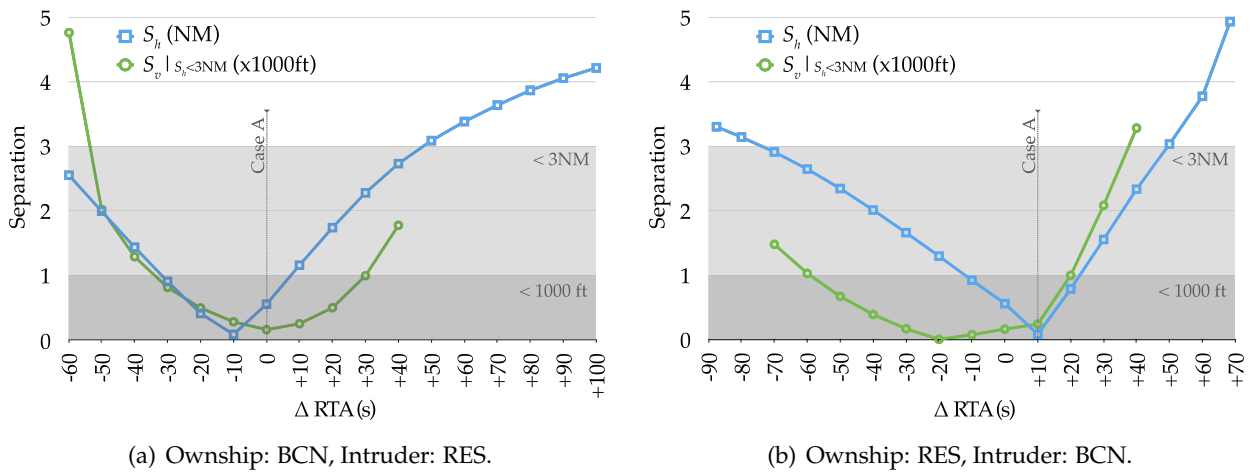 5
4
3
2
1
0
Separation
S_h (NM)
S_v | S_h<3NM (x1000ft)
Case A
< 3NM
< 1000 ft
-60 -50 -40 -30 -20 -10 0 +10 +20 +30 +40 +50 +60 +70 +80 +90 +100
Δ RTA (s)
(a) Ownship: BCN, Intruder: RES.
5
4
3
2
1
0
Separation
S_h (NM)
S_v | S_h<3NM (x1000ft)
Case A
< 3NM
< 1000 ft
-90 -80 -70 -60 -50 -40 -30 -20 -10 0 +10 +20 +30 +40 +50 +60 +70
Δ RTA (s)
(b) Ownship: RES, Intruder: BCN.